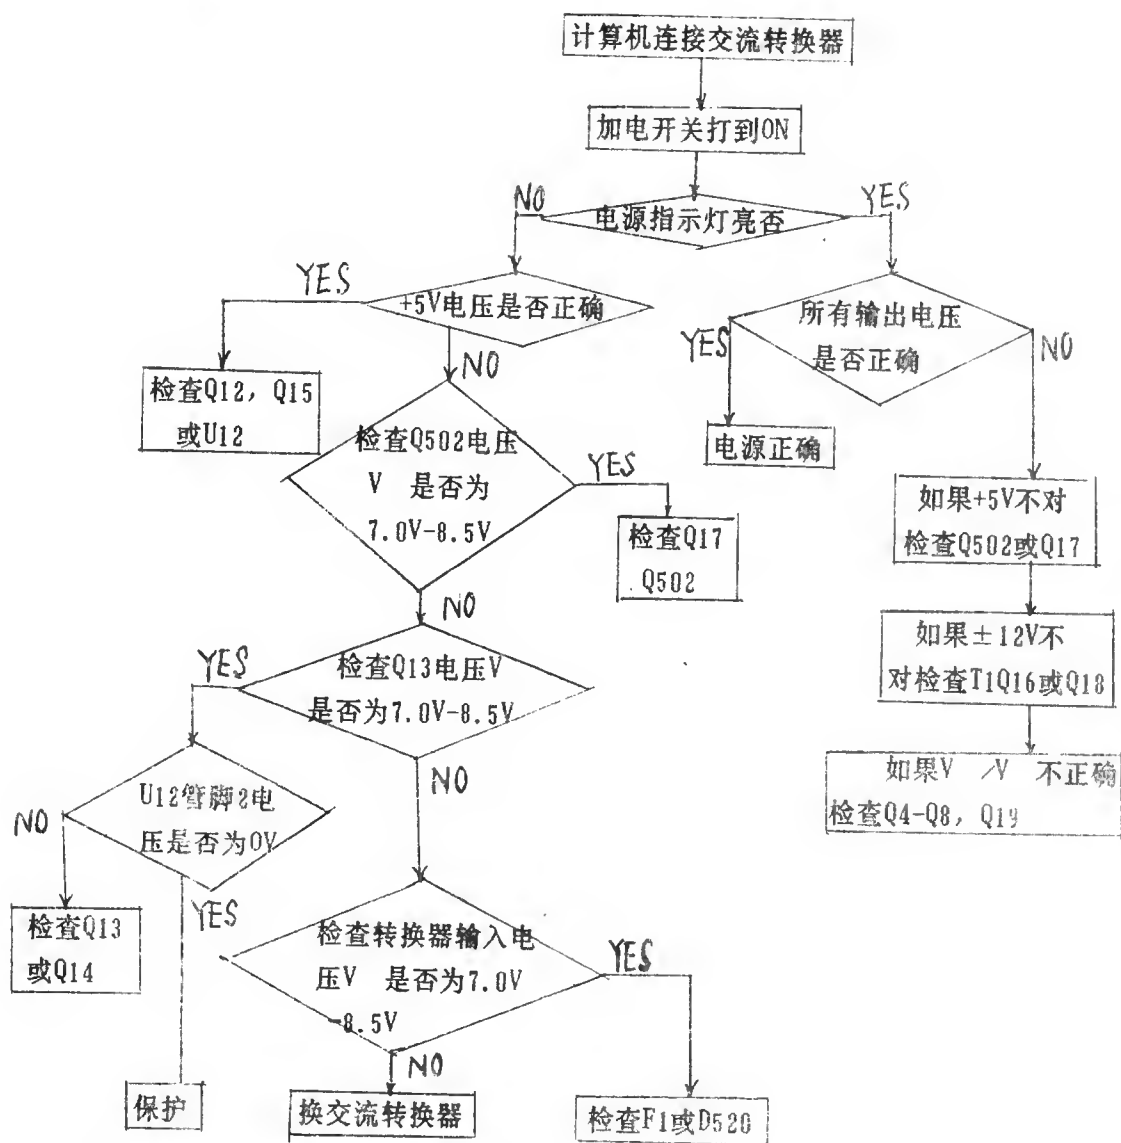 计算机连接交流转换器
加电开关打到ON
电源指示灯亮否
NO
YES
+5V电压是否正确
YES
NO
所有输出电压
是否正确
YES
NO
检查Q12，Q15
或U12
电源正确
检查Q502电压
V 是否为
7.0V-8.5V
YES
NO
检查Q17
Q502
如果+5V不对
检查Q502或Q17
如果±12V不
对检查T1Q16或Q18
如果V /V 不正确
检查Q4-Q8，Q19
检查Q13电压V
是否为7.0V-8.5V
YES
NO
U12管脚2电
压是否为0V
NO
YES
检查Q13
或Q14
检查转换器输入电
压V 是否为7.0V
-8.5V
YES
NO
保护
换交流转换器
检查F1或D520